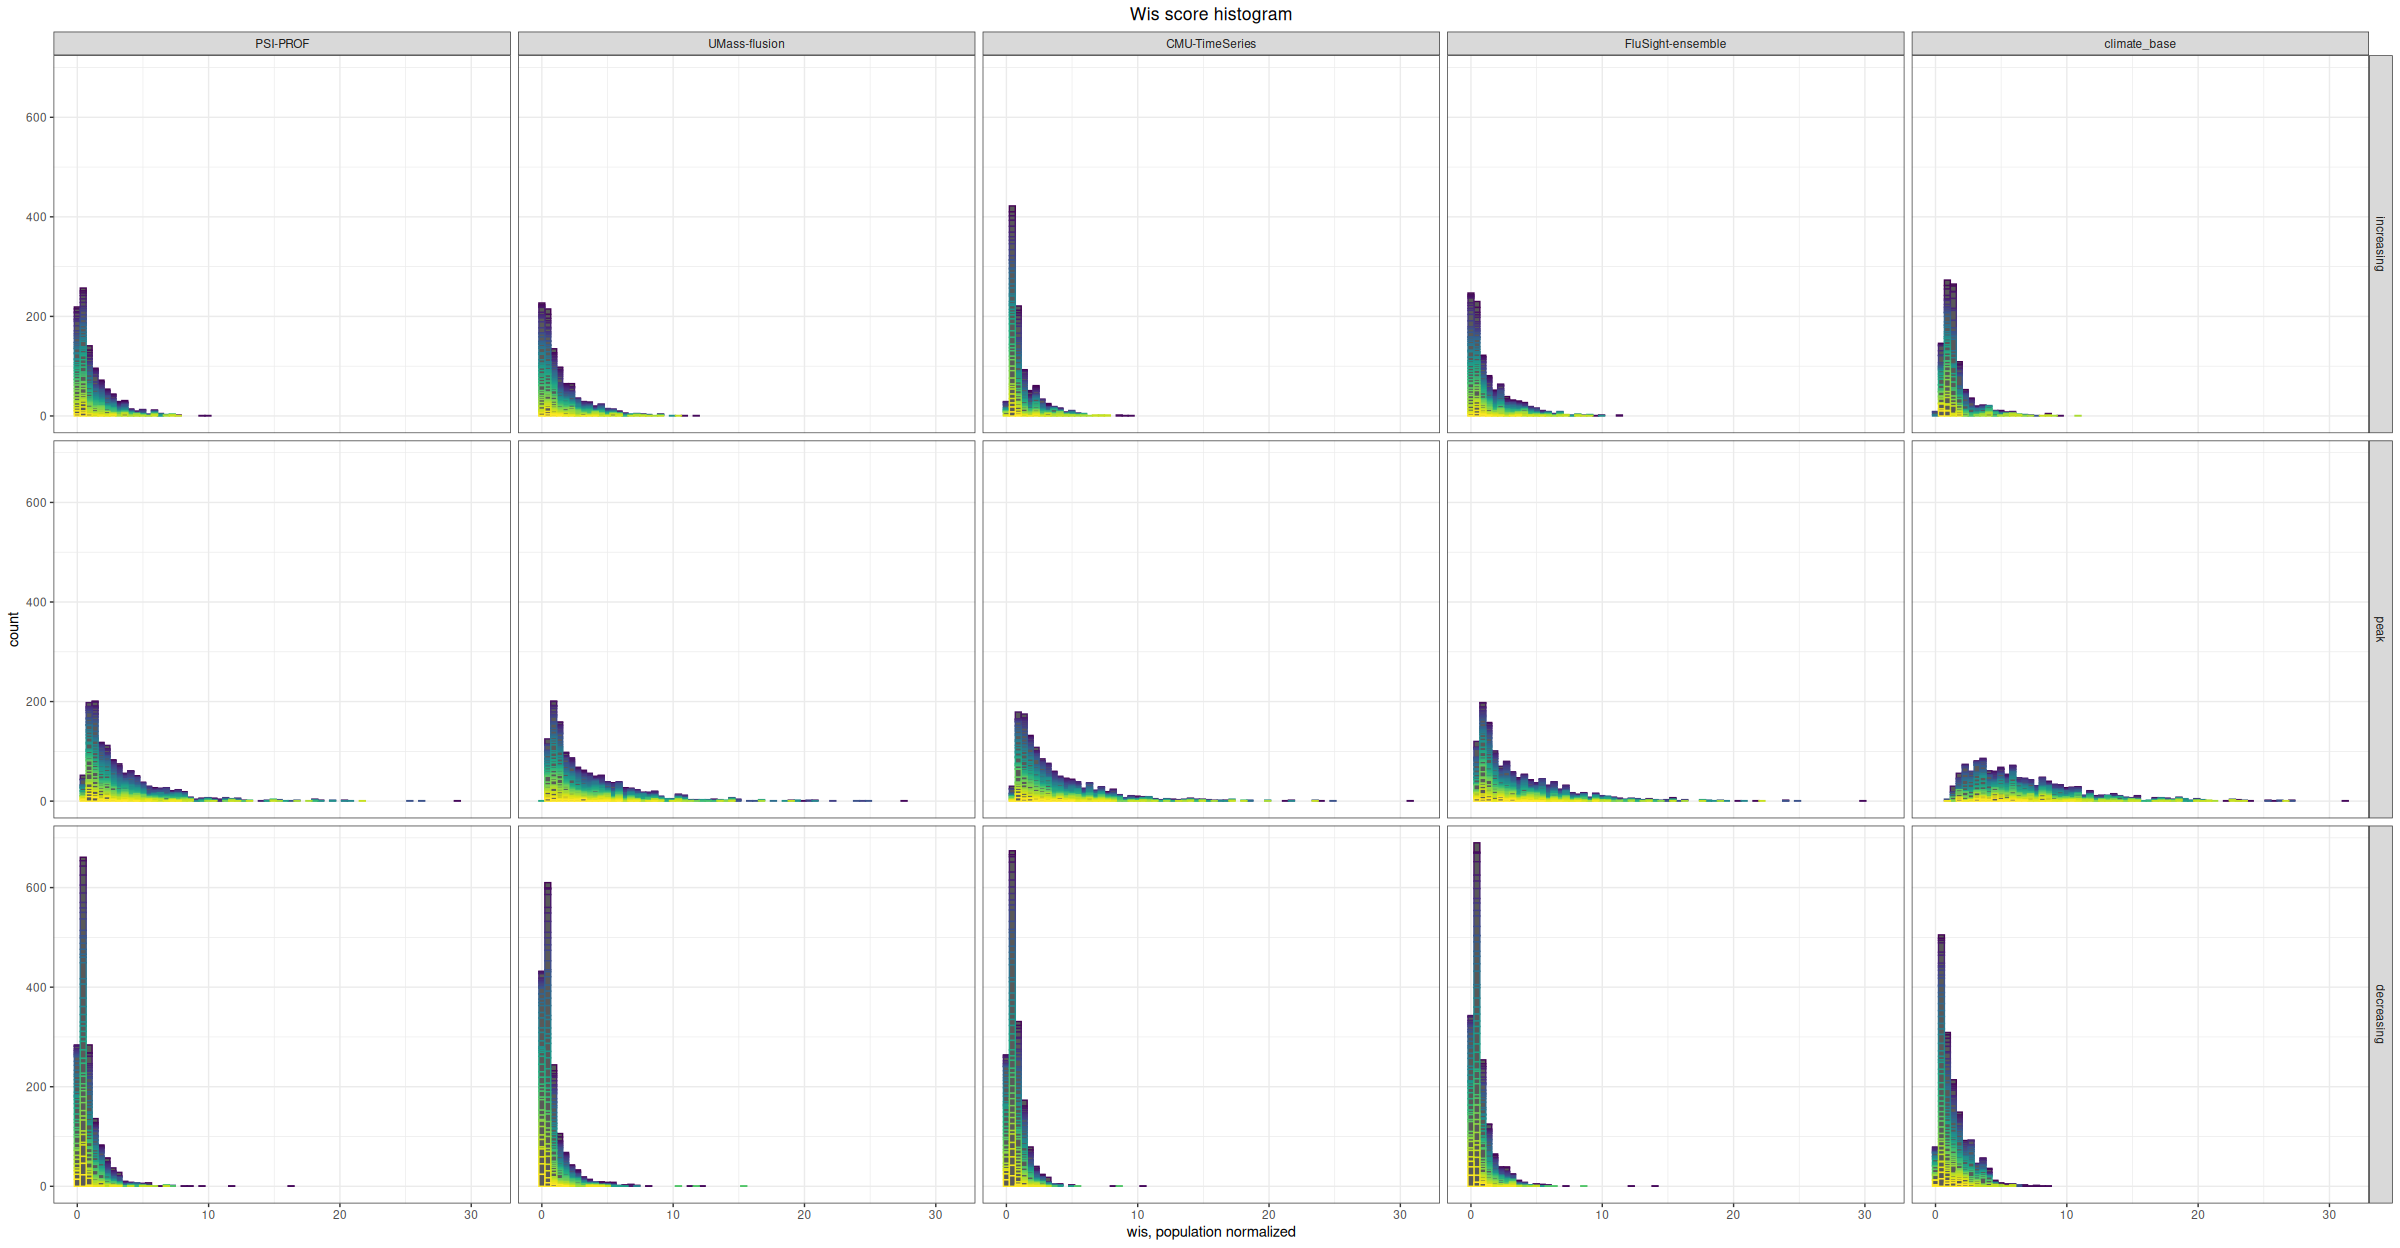 Wis score histogram
PSI-PROF UMass-flusion CMU-TimeSeries FluSight-ensemble climate_base
600
400
200
0
increasing
600
400
200
0
peak
count
600
400
200
0
decreasing
0 10 20 30 0 10 20 30 0 10 20 30 0 10 20 30 0 10 20 30
wis, population normalized